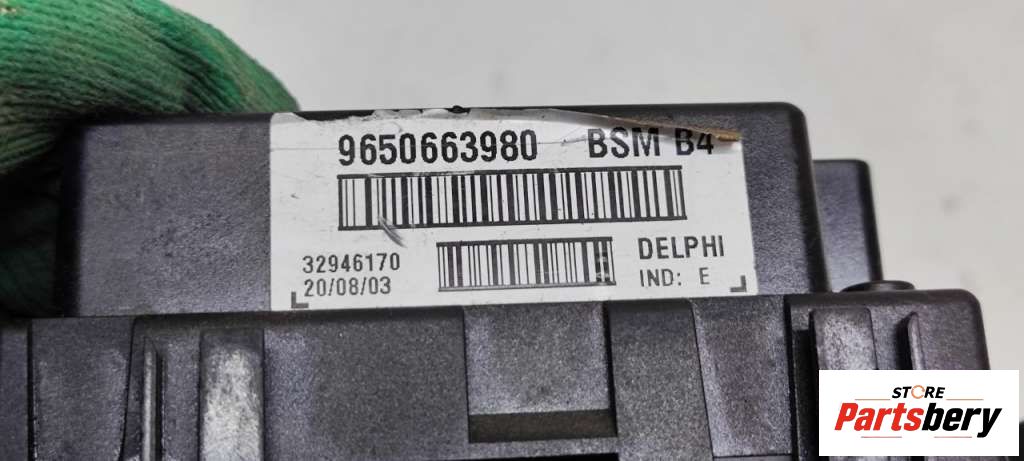 9650663980 BSM B4
32946170
20/08/03
DELPHI
IND: E
STORE
Partsbery